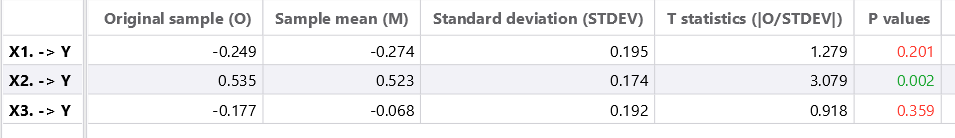 Original sample (O) Sample mean (M) Standard deviation (STDEV) T statistics (|O/STDEV|) P values
X1. -> Y -0.249 -0.274 0.195 1.279 0.201
X2. -> Y 0.535 0.523 0.174 3.079 0.002
X3. -> Y -0.177 -0.068 0.192 0.918 0.359